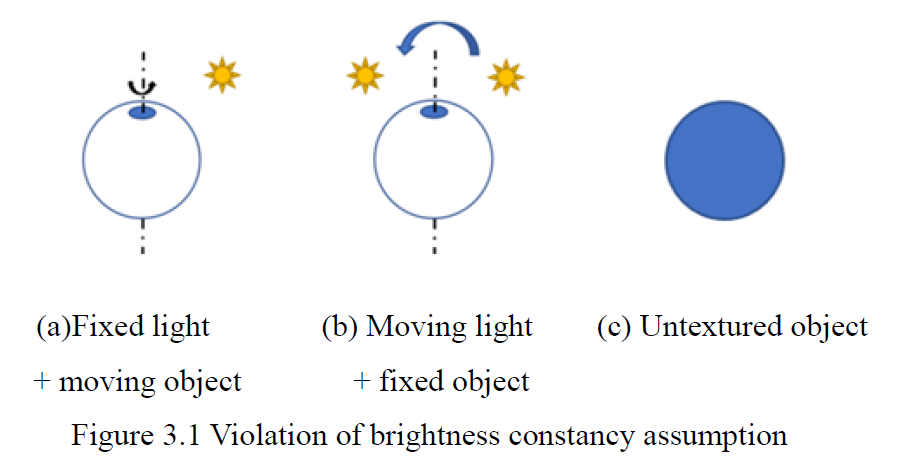 (a)Fixed light
+ moving object
(b) Moving light
+ fixed object
(c) Untextured object
Figure 3.1 Violation of brightness constancy assumption